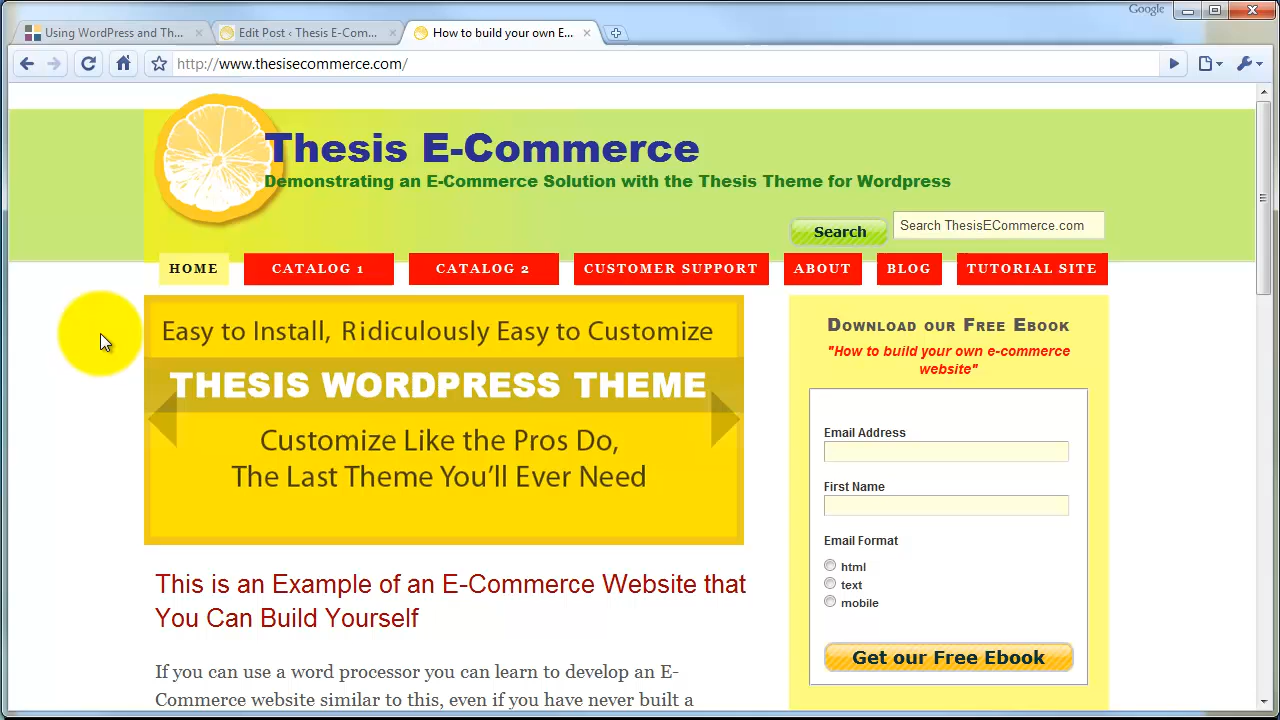 Google
Using WordPress and Th...
Edit Post ‹ Thesis E-Com...
How to build your own E...
http://www.thesisecommerce.com/
Thesis E-Commerce
Demonstrating an E-Commerce Solution with the Thesis Theme for Wordpress
Search
Search ThesisECommerce.com
HOME
CATALOG 1
CATALOG 2
CUSTOMER SUPPORT
ABOUT
BLOG
TUTORIAL SITE
Easy to Install, Ridiculously Easy to Customize
THESIS WORDPRESS THEME
Customize Like the Pros Do,
The Last Theme You'll Ever Need
This is an Example of an E-Commerce Website that
You Can Build Yourself
If you can use a word processor you can learn to develop an E-
Commerce website similar to this, even if you have never built a
Download our Free Ebook
"How to build your own e-commerce
website"
Email Address
First Name
Email Format
html
text
mobile
Get our Free Ebook